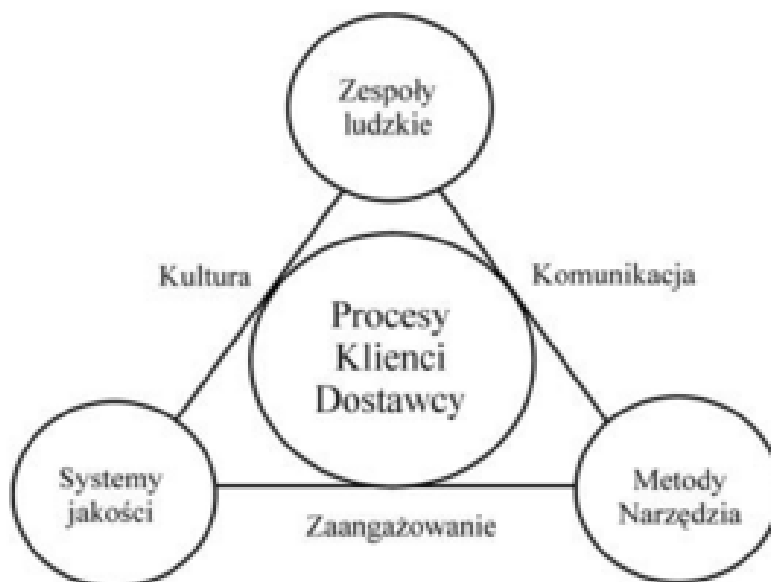 Zespoły
ludzkie
Kultura
Komunikacja
Procesy
Klienci
Dostawcy
Systemy
jakości
Metody
Narzędzia
Zaangażowanie